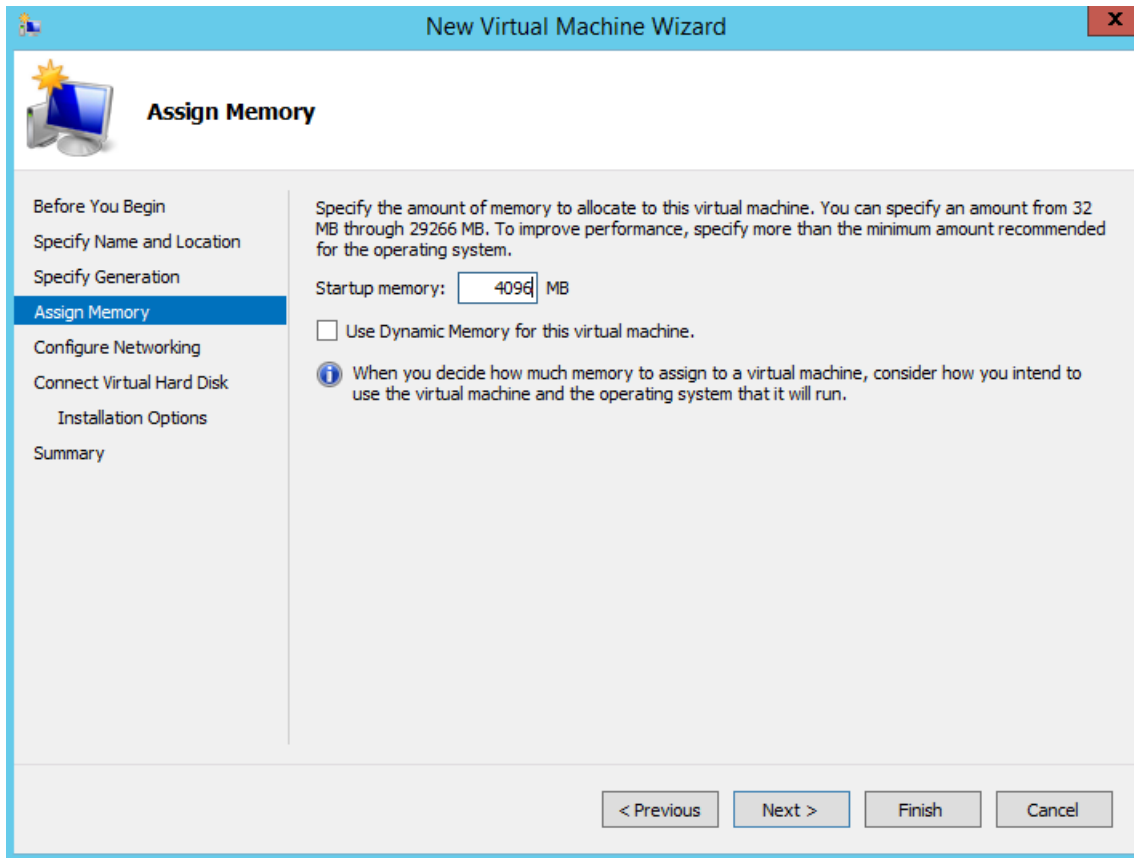 New Virtual Machine Wizard
x
Assign Memory
Before You Begin
Specify Name and Location
Specify Generation
Assign Memory
Configure Networking
Connect Virtual Hard Disk
Installation Options
Summary
Specify the amount of memory to allocate to this virtual machine. You can specify an amount from 32
MB through 29266 MB. To improve performance, specify more than the minimum amount recommended
for the operating system.
Startup memory: 4096 MB
Use Dynamic Memory for this virtual machine.
When you decide how much memory to assign to a virtual machine, consider how you intend to
use the virtual machine and the operating system that it will run.
< Previous Next > Finish Cancel